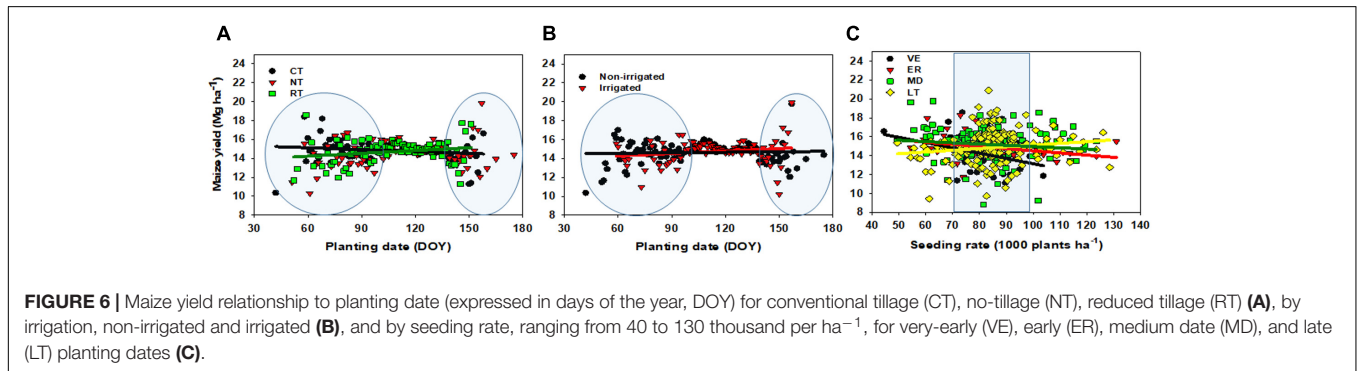 A
B
C
Maize yield (Mg ha⁻¹)
24
22
20
18
16
14
12
10
8
CT
NT
RT
30
60
90
120
150
180
Planting date (DOY)
24
22
20
18
16
14
12
10
8
Non-irrigated
Irrigated
30
60
90
120
150
180
Planting date (DOY)
24
22
20
18
16
14
12
10
8
VE
ER
MD
LT
40
50
60
70
80
90
100
110
120
130
140
Seeding rate (1000 plants ha⁻¹)
FIGURE 6 | Maize yield relationship to planting date (expressed in days of the year, DOY) for conventional tillage (CT), no-tillage (NT), reduced tillage (RT) (A), by
irrigation, non-irrigated and irrigated (B), and by seeding rate, ranging from 40 to 130 thousand per ha⁻¹, for very-early (VE), early (ER), medium date (MD), and late
(LT) planting dates (C).